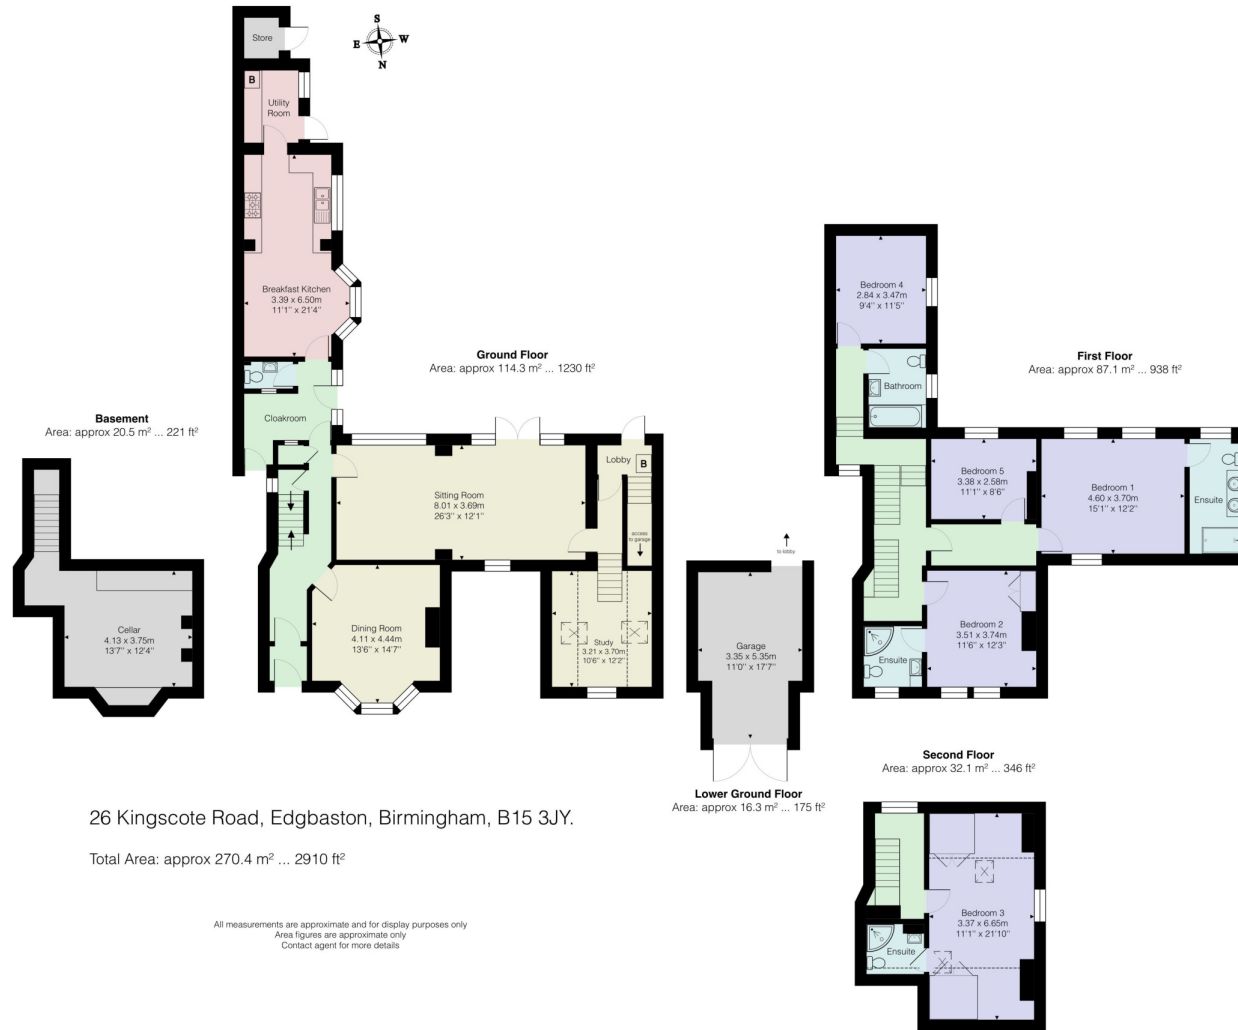 Store
S
E
W
N
B
Utility
Room
Breakfast Kitchen
3.39 x 6.50m
11'1'' x 21'4''
Cloakroom
Ground Floor
Area: approx 114.3 m² ... 1230 ft²
Basement
Area: approx 20.5 m² ... 221 ft²
Cellar
4.13 x 3.75m
13'7'' x 12'4''
Sitting Room
8.01 x 3.69m
26'3'' x 12'1''
Lobby
B
access
to garage
Dining Room
4.11 x 4.44m
13'6'' x 14'7''
Study
3.21 x 3.70m
10'6'' x 12'2''
to lobby
Garage
3.35 x 5.35m
11'0'' x 17'7''
Lower Ground Floor
Area: approx 16.3 m² ... 175 ft²
First Floor
Area: approx 87.1 m² ... 938 ft²
Bedroom 4
2.84 x 3.47m
9'4'' x 11'5''
Bathroom
Bedroom 5
3.38 x 2.58m
11'1'' x 8'6''
Bedroom 1
4.60 x 3.70m
15'1'' x 12'2''
Ensuite
Bedroom 2
3.51 x 3.74m
11'6'' x 12'3''
Ensuite
Second Floor
Area: approx 32.1 m² ... 346 ft²
Bedroom 3
3.37 x 6.65m
11'1'' x 21'10''
Ensuite
26 Kingscote Road, Edgbaston, Birmingham, B15 3JY.
Total Area: approx 270.4 m² ... 2910 ft²
All measurements are approximate and for display purposes only
Area figures are approximate only
Contact agent for more details